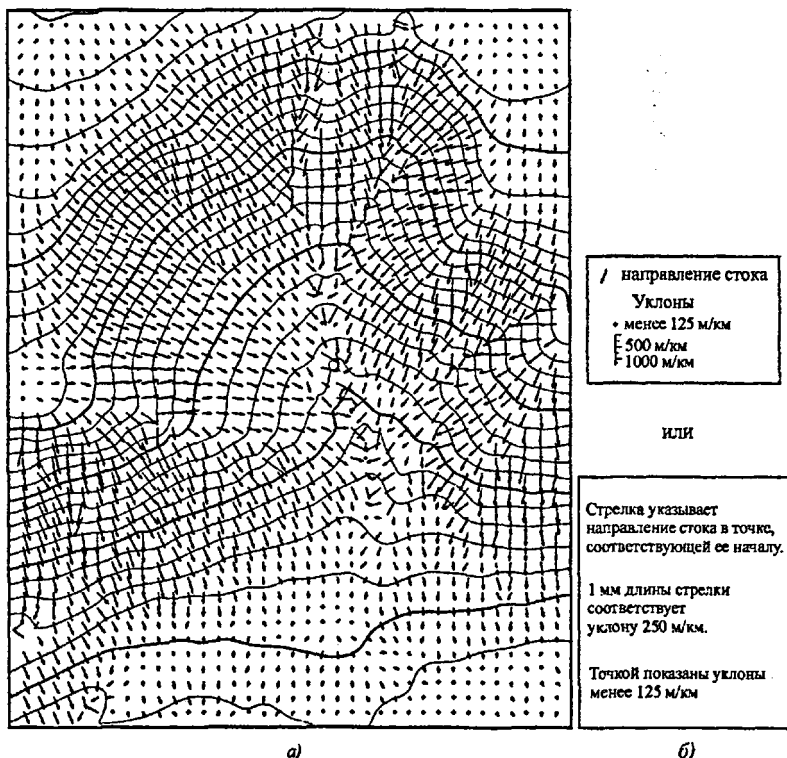 / направление стока
Уклоны
• менее 125 м/км
500 м/км
1000 м/км
или
Стрелка указывает
направление стока в точке,
соответствующей ее началу.
1 мм длины стрелки
соответствует
уклону 250 м/км.
Точкой показаны уклоны
менее 125 м/км
а)
б)